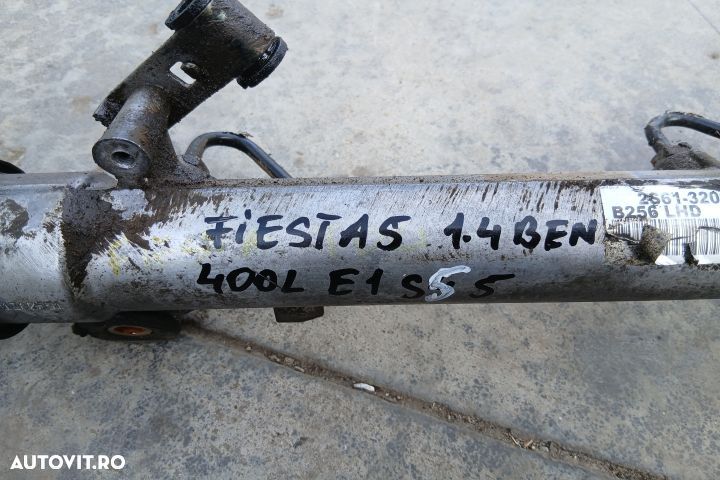 2S61-320
B256 LHD
FIESTA5 1.4 BEN
400L E1 S55
AUTOVIT.RO